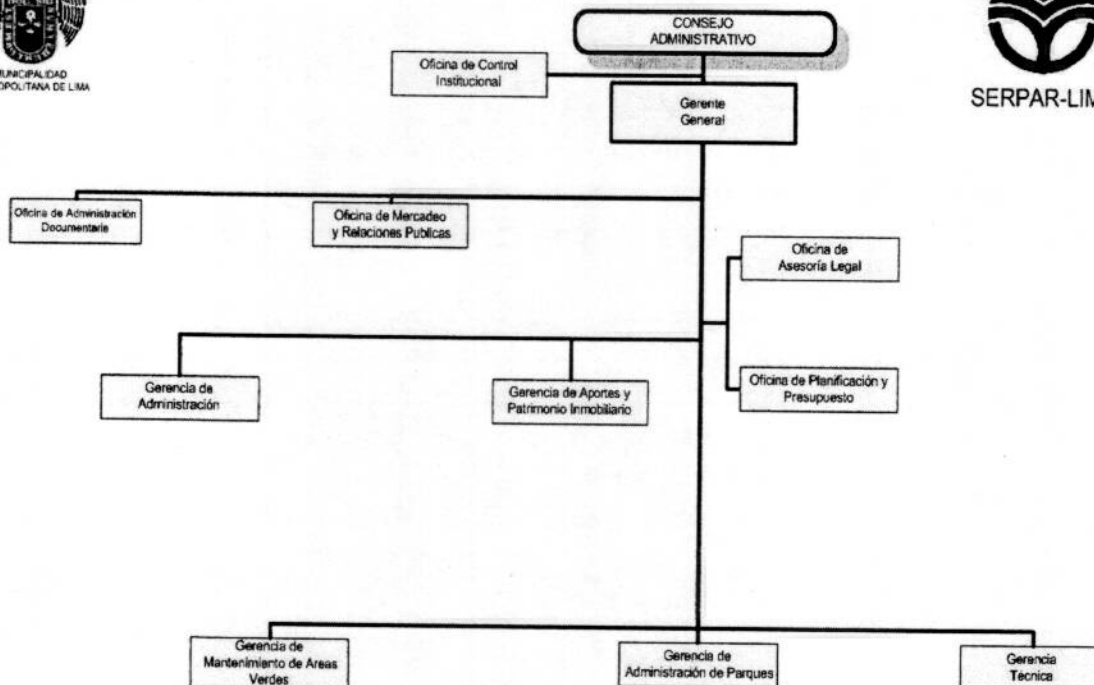 CONSEJO
ADMINISTRATIVO
MUNICIPALIDAD
METROPOLITANA DE LIMA
SERPAR-LIM
Oficina de Control
Institucional
Gerente
General
Oficina de Administración
Documentaria
Oficina de Mercadeo
y Relaciones Publicas
Oficina de
Asesoría Legal
Gerencia de
Administración
Gerencia de Aportes y
Patrimonio Inmobiliario
Oficina de Planificación y
Presupuesto
Gerencia de
Mantenimiento de Areas
Verdes
Gerencia de
Administración de Parques
Gerencia
Tecnica